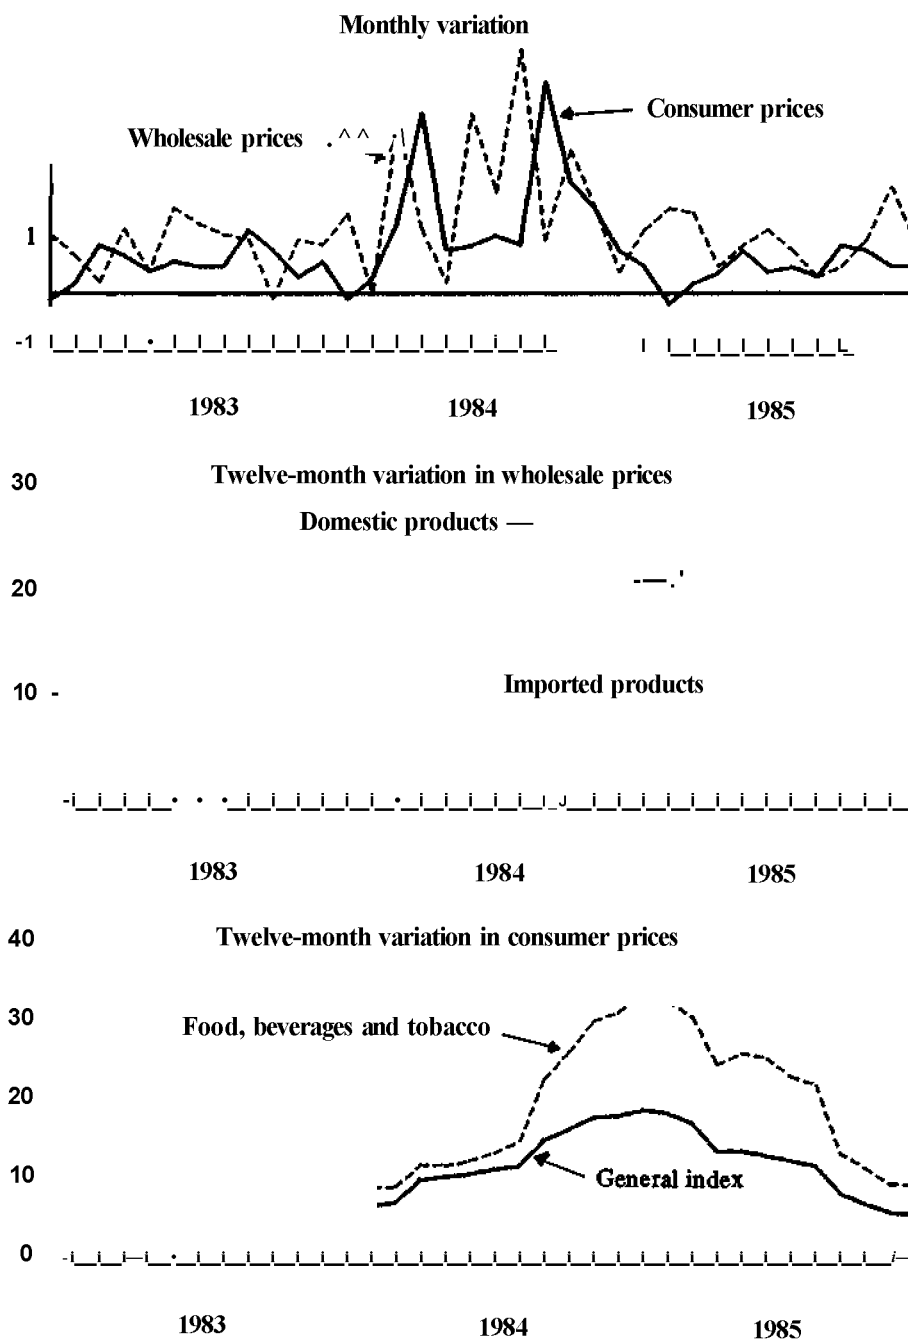 Monthly variation
Consumer prices
Wholesale prices
1
-1
1983 1984 1985
Twelve-month variation in wholesale prices
30
Domestic products —
20
Imported products
10
1983 1984 1985
Twelve-month variation in consumer prices
40
30
Food, beverages and tobacco
20
10
General index
0
1983 1984 1985